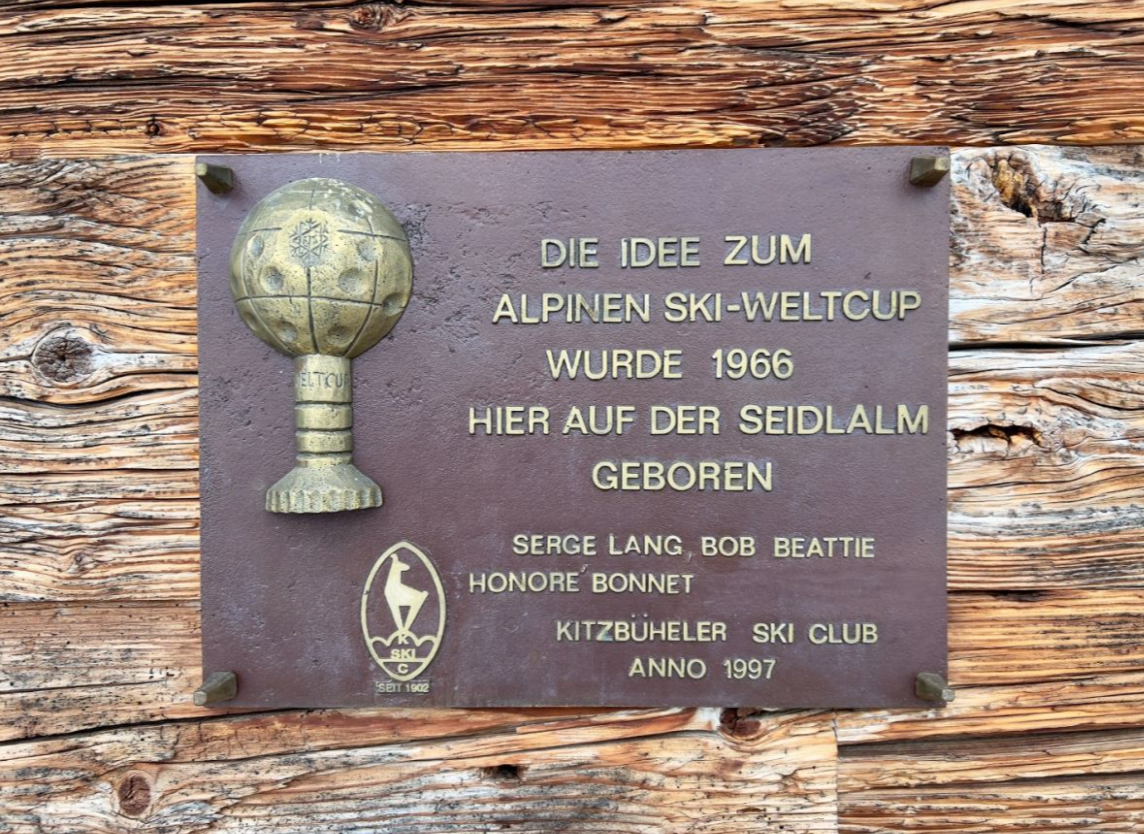 DIE IDEE ZUM
ALPINEN SKI-WELTCUP
WURDE 1966
HIER AUF DER SEIDLALM
GEBOREN
SERGE LANG, BOB BEATTIE
HONORÉ BONNET
KITZBÜHELER SKI CLUB
ANNO 1997
WELTCUP
K
SKI
C
SEIT 1902